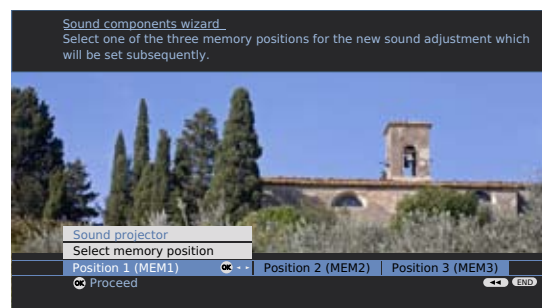 Sound components wizard
Select one of the three memory positions for the new sound adjustment which
will be set subsequently.
Sound projector
Select memory position
Position 1 (MEM1) OK Position 2 (MEM2) Position 3 (MEM3)
OK Proceed END